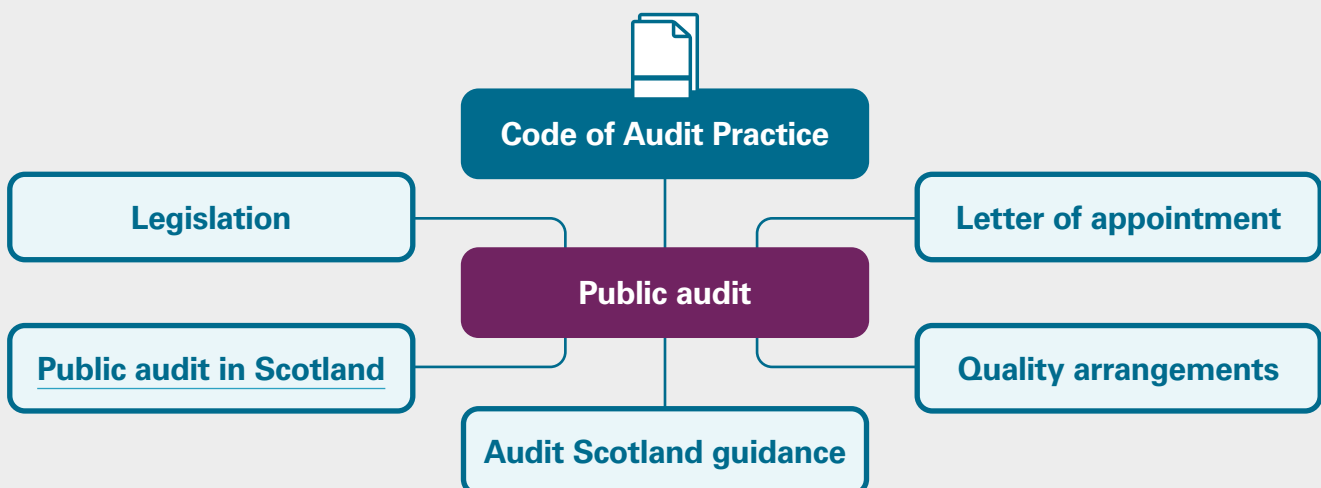 Code of Audit Practice
Legislation
Letter of appointment
Public audit
Public audit in Scotland
Quality arrangements
Audit Scotland guidance